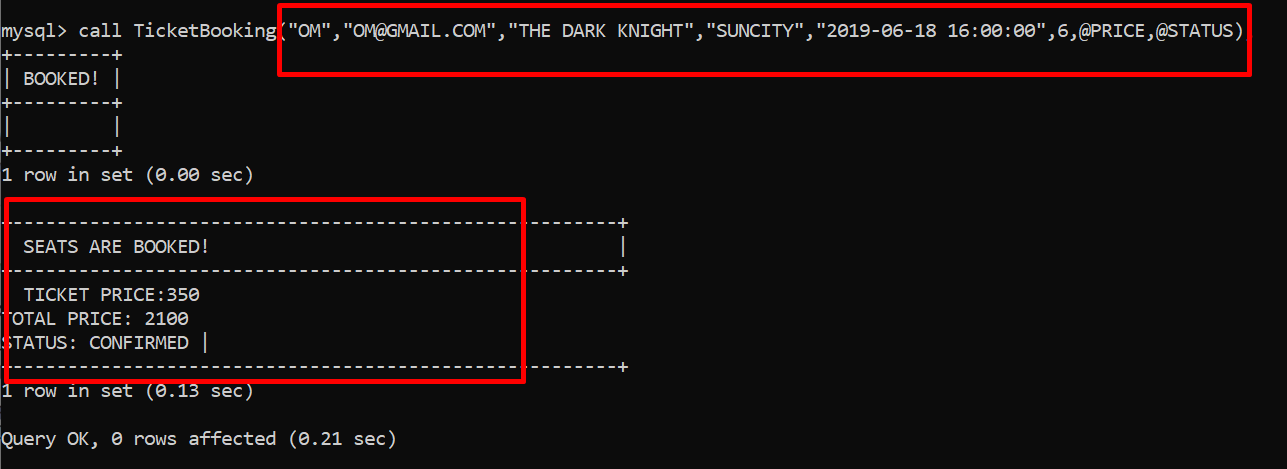 mysql> call TicketBooking("OM","OM@GMAIL.COM","THE DARK KNIGHT","SUNCITY","2019-06-18 16:00:00",6,@PRICE,@STATUS)
+---------+
| BOOKED! |
+---------+
|         |
+---------+
1 row in set (0.00 sec)
-------------------------------------------------------+
SEATS ARE BOOKED!                                     |
-------------------------------------------------------+
TICKET PRICE:350
TOTAL PRICE: 2100
STATUS: CONFIRMED |
-------------------------------------------------------+
1 row in set (0.13 sec)
Query OK, 0 rows affected (0.21 sec)